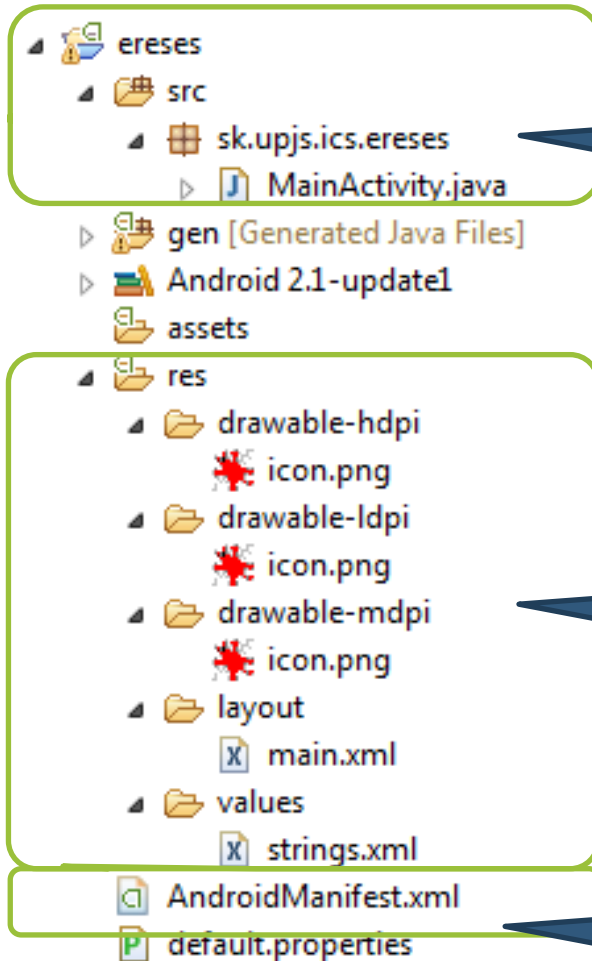 ereses
src
sk.upjs.ics.ereses
MainActivity.java
gen [Generated Java Files]
Android 2.1-update1
assets
res
drawable-hdpi
icon.png
drawable-ldpi
icon.png
drawable-mdpi
icon.png
layout
main.xml
values
strings.xml
AndroidManifest.xml
default.properties